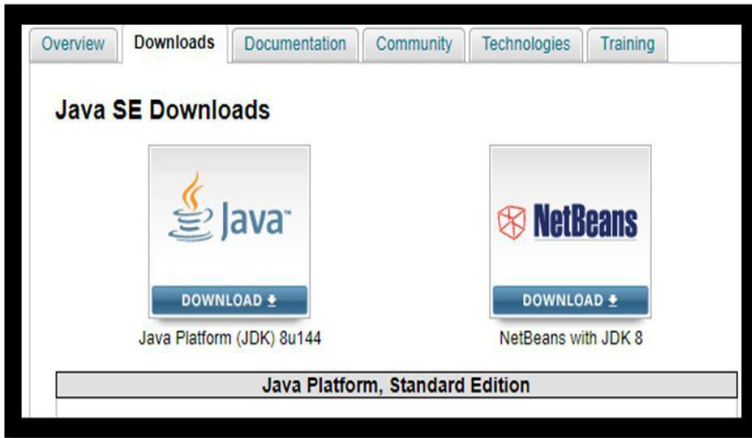 Overview Downloads Documentation Community Technologies Training
Java SE Downloads
Java™ NetBeans
DOWNLOAD DOWNLOAD
Java Platform (JDK) 8u144 NetBeans with JDK 8
Java Platform, Standard Edition